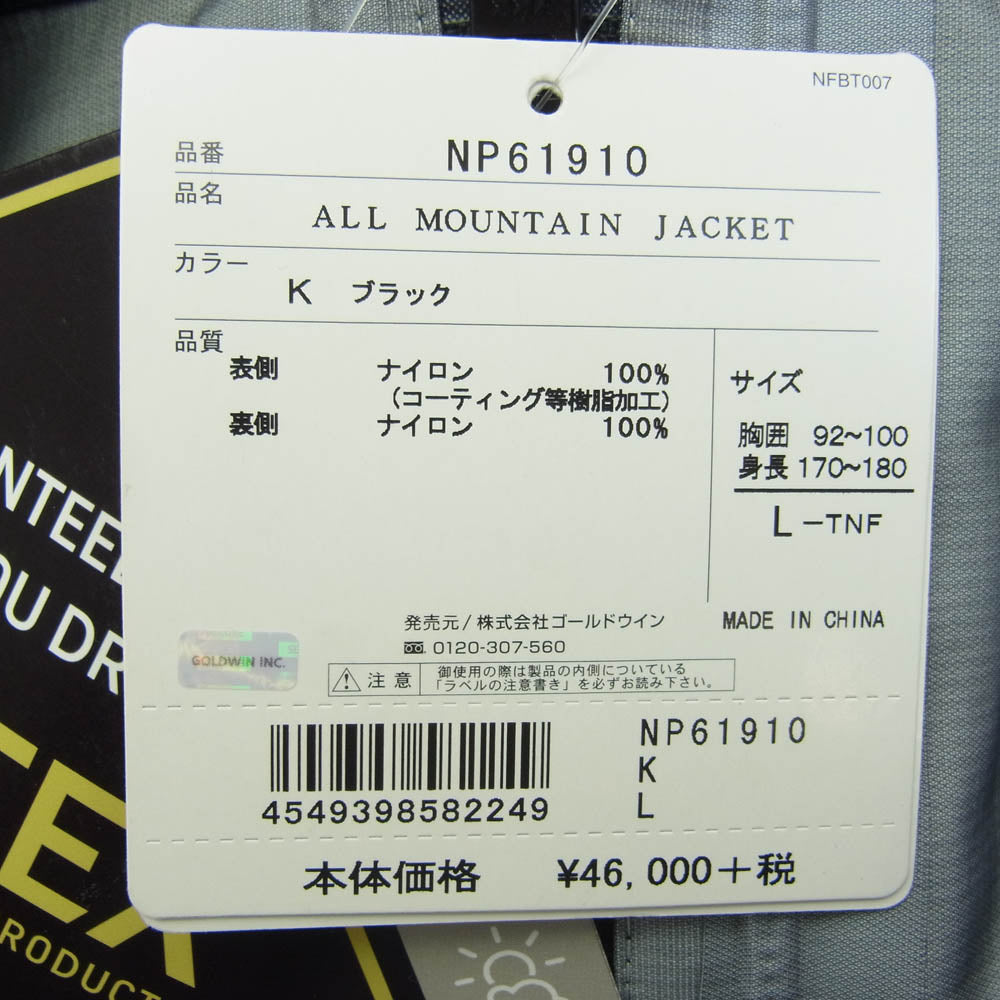 NFBT007
品番 NP61910
品名 ALL MOUNTAIN JACKET
カラー K ブラック
品質
表側 ナイロン 100%
(コーティング等樹脂加工)
裏側 ナイロン 100%
サイズ
胸囲 92~100
身長 170~180
L-TNF
発売元/株式会社ゴールドウイン
0120-307-560
MADE IN CHINA
GOLDWIN INC.
注意 御使用の際は製品の内側についている
「ラベルの注意書き」を必ずお読み下さい。
4549398582249
NP61910
K
L
本体価格 ¥46,000+税